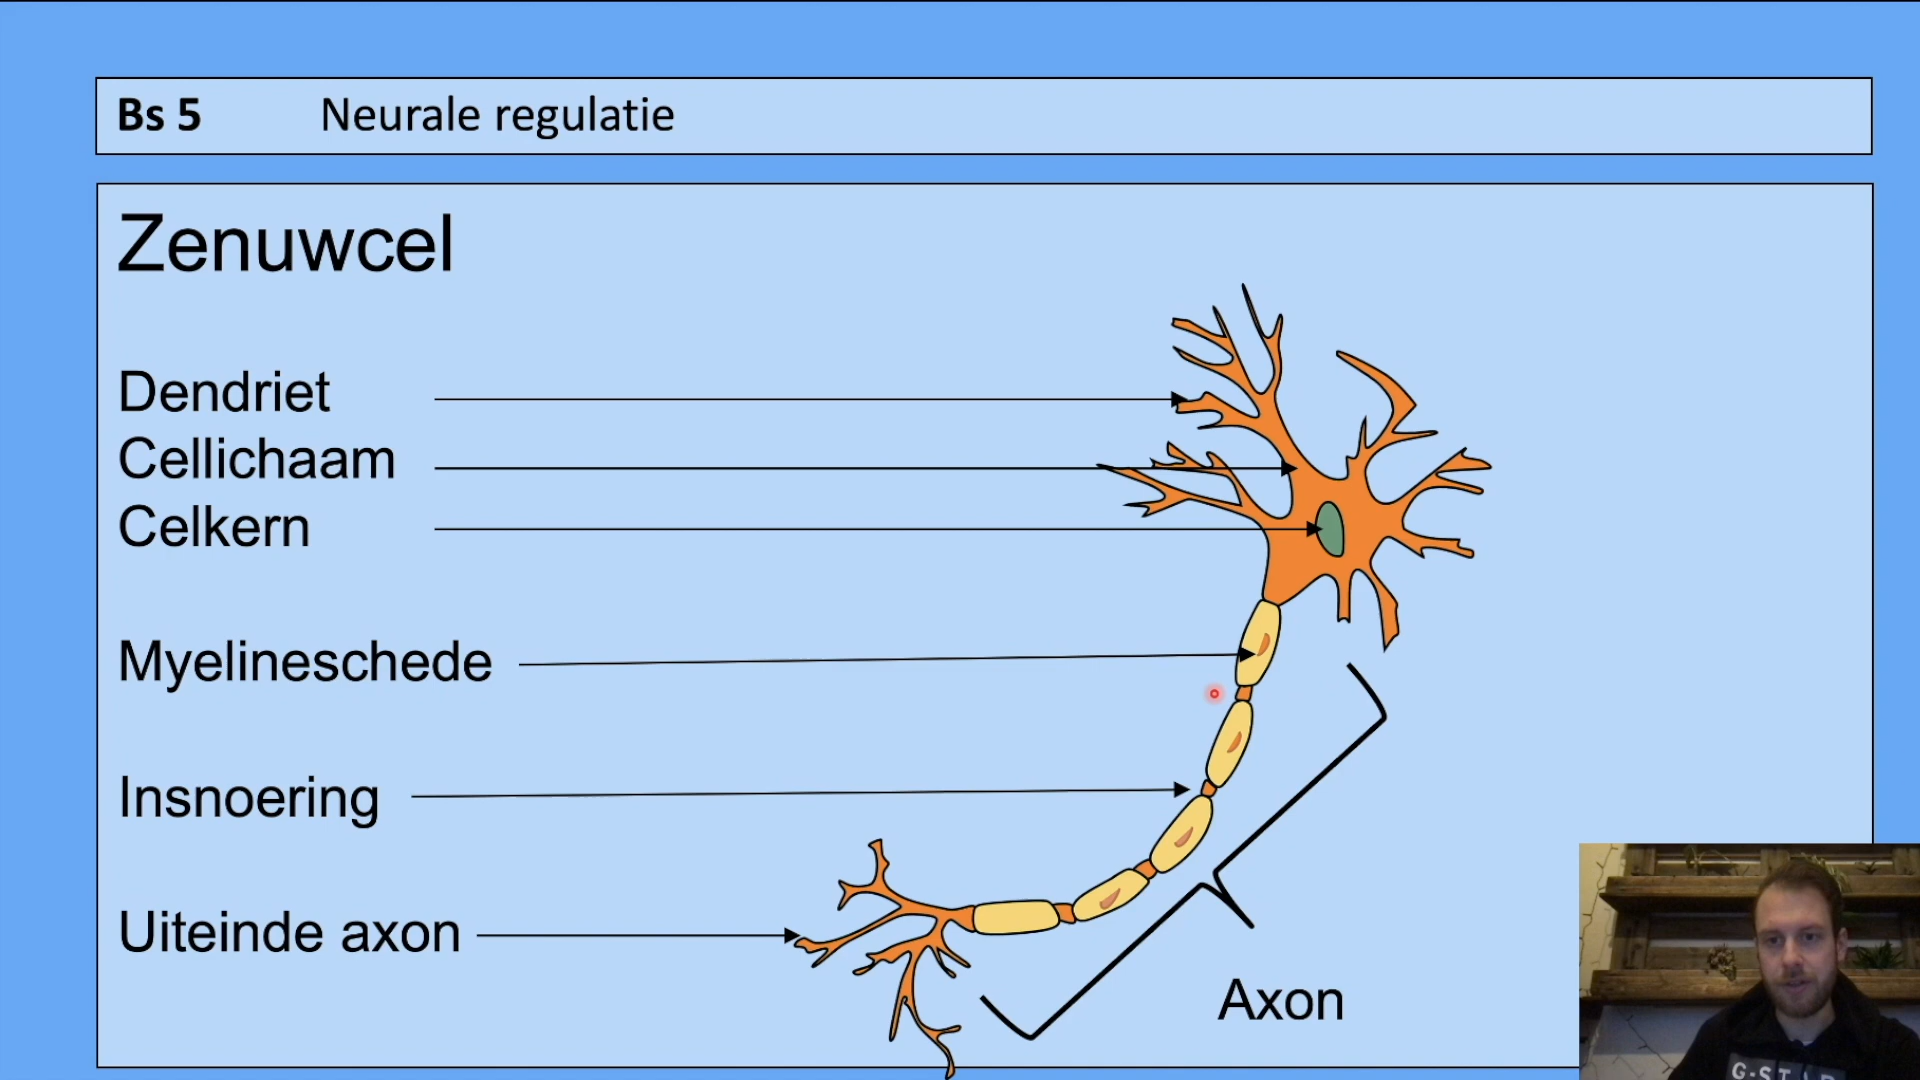 Bs 5 Neurale regulatie
Zenuwcel
Dendriet
Cellichaam
Celkern
Myelineschede
Insnoering
Uiteinde axon
Axon